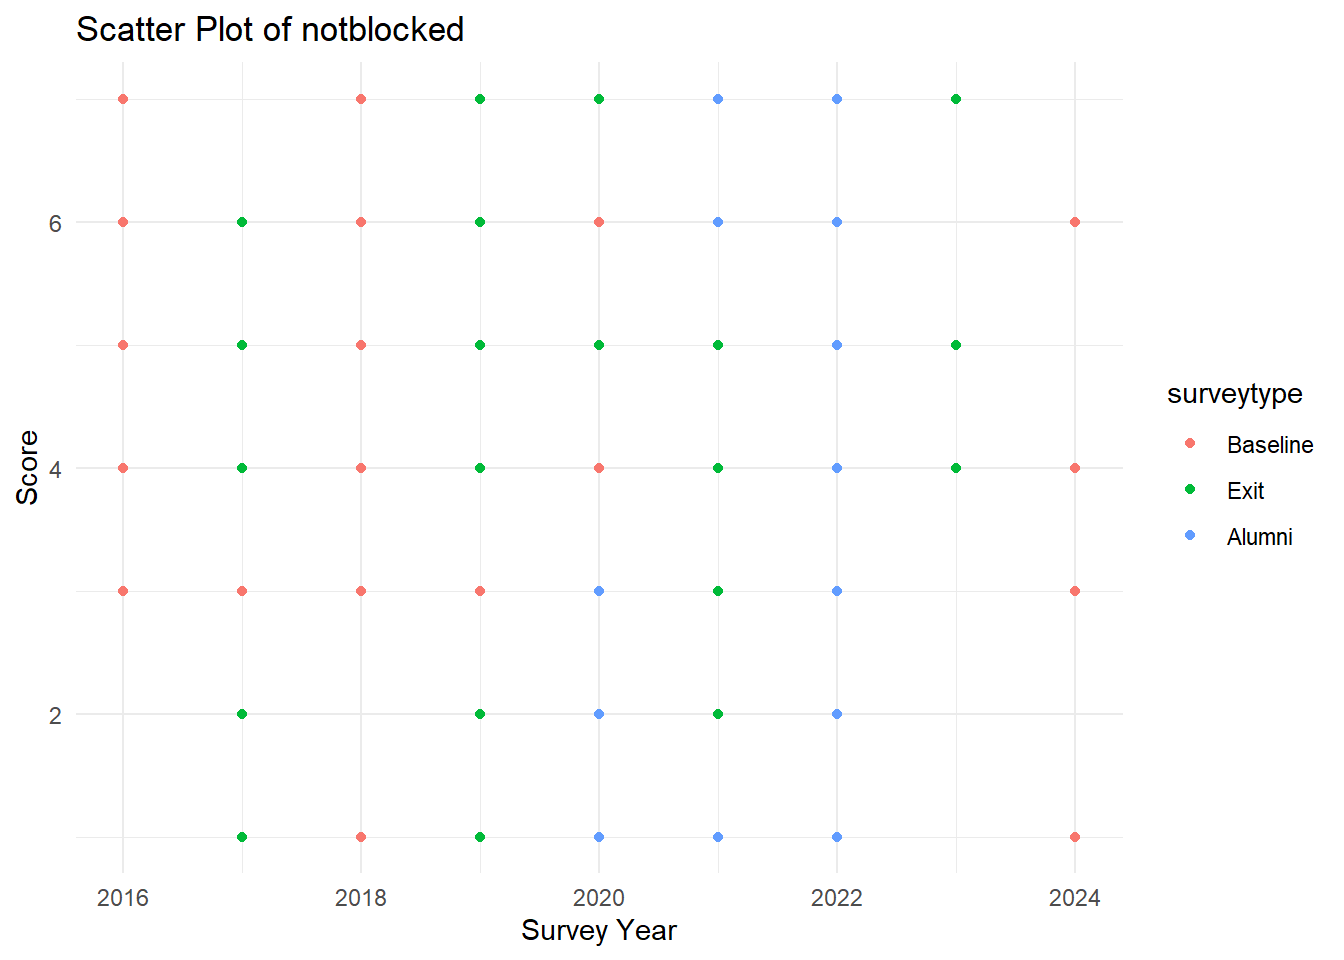 Scatter Plot of notblocked
6
4
2
Score
2016 2018 2020 2022 2024
Survey Year
surveytype
Baseline
Exit
Alumni